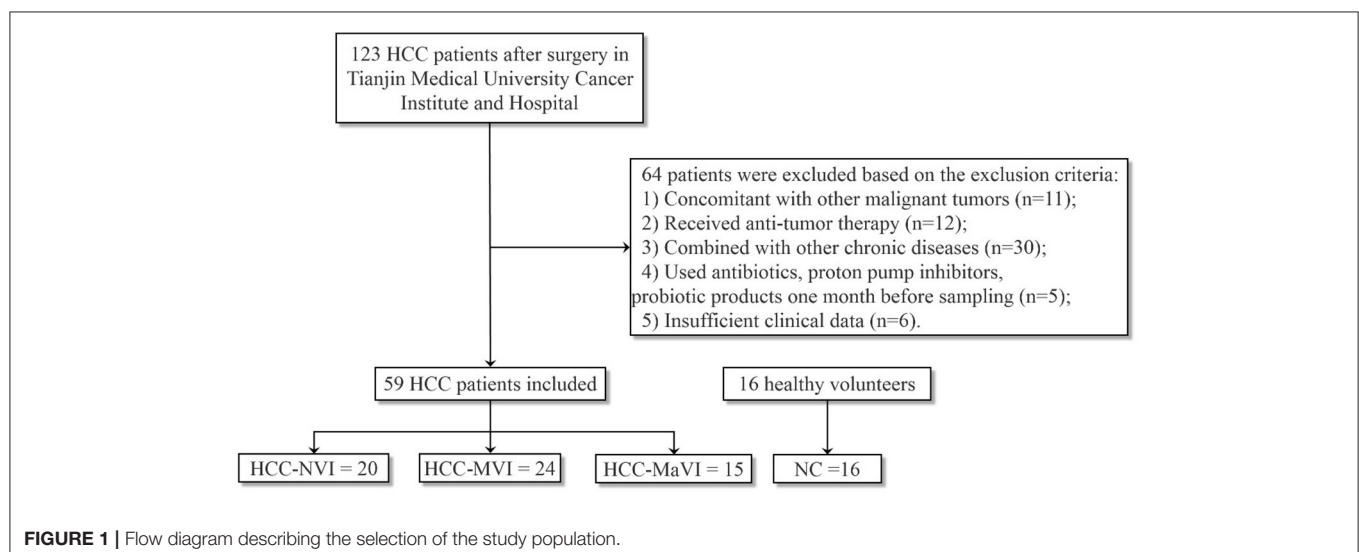 123 HCC patients after surgery in
Tianjin Medical University Cancer
Institute and Hospital
64 patients were excluded based on the exclusion criteria:
1) Concomitant with other malignant tumors (n=11);
2) Received anti-tumor therapy (n=12);
3) Combined with other chronic diseases (n=30);
4) Used antibiotics, proton pump inhibitors,
probiotic products one month before sampling (n=5);
5) Insufficient clinical data (n=6).
59 HCC patients included
16 healthy volunteers
HCC-NVI = 20
HCC-MVI = 24
HCC-MaVI = 15
NC =16
FIGURE 1 | Flow diagram describing the selection of the study population.